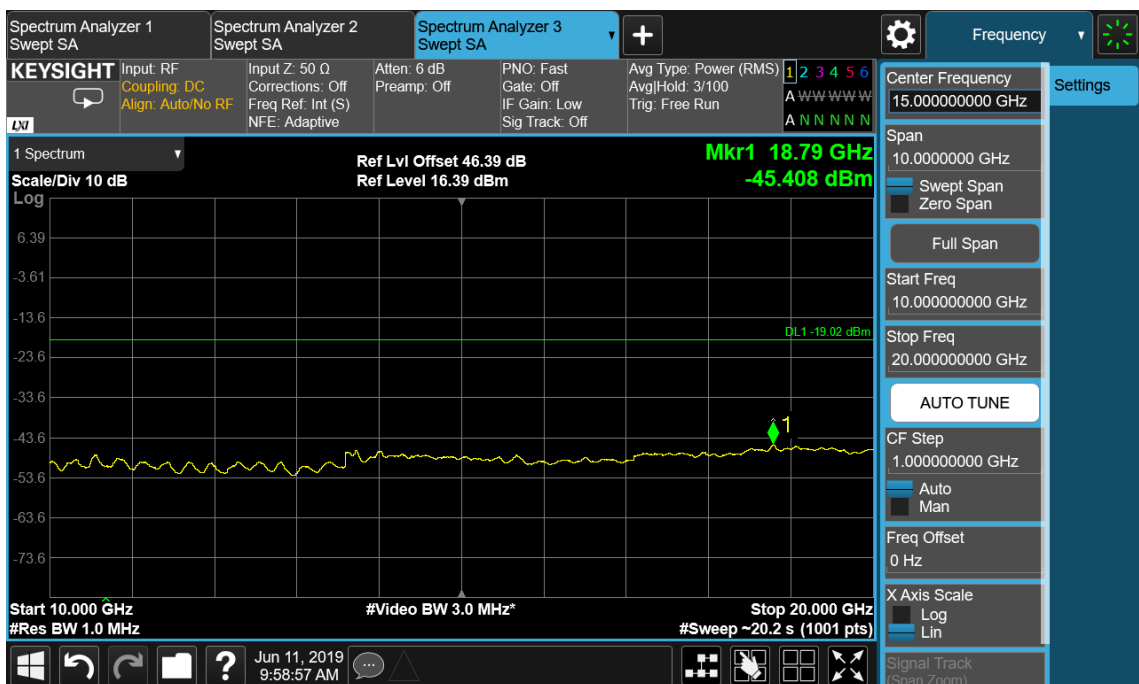 Spectrum Analyzer 1
Swept SA
Spectrum Analyzer 2
Swept SA
Spectrum Analyzer 3
Swept SA
Frequency
KEYSIGHT
LXI
Input: RF
Coupling: DC
Align: Auto/No RF
Input Z: 50 Ω
Corrections: Off
Freq Ref: Int (S)
NFE: Adaptive
Atten: 6 dB
Preamp: Off
PNO: Fast
Gate: Off
IF Gain: Low
Sig Track: Off
Avg Type: Power (RMS)
Avg|Hold: 3/100
Trig: Free Run
1 2 3 4 5 6
A W W W W W
A N N N N N
1 Spectrum
Scale/Div 10 dB
Log
Ref Lvl Offset 46.39 dB
Ref Level 16.39 dBm
Mkr1 18.79 GHz
-45.408 dBm
6.39
-3.61
-13.6
DL1 -19.02 dBm
-23.6
-33.6
1
-43.6
-53.6
-63.6
-73.6
Start 10.000 GHz
#Res BW 1.0 MHz
#Video BW 3.0 MHz*
Stop 20.000 GHz
#Sweep ~20.2 s (1001 pts)
Jun 11, 2019
9:58:57 AM
Center Frequency
15.000000000 GHz
Span
10.0000000 GHz
Swept Span
Zero Span
Full Span
Start Freq
10.000000000 GHz
Stop Freq
20.000000000 GHz
AUTO TUNE
CF Step
1.000000000 GHz
Auto
Man
Freq Offset
0 Hz
X Axis Scale
Log
Lin
Signal Track
(Span Zoom)
Settings